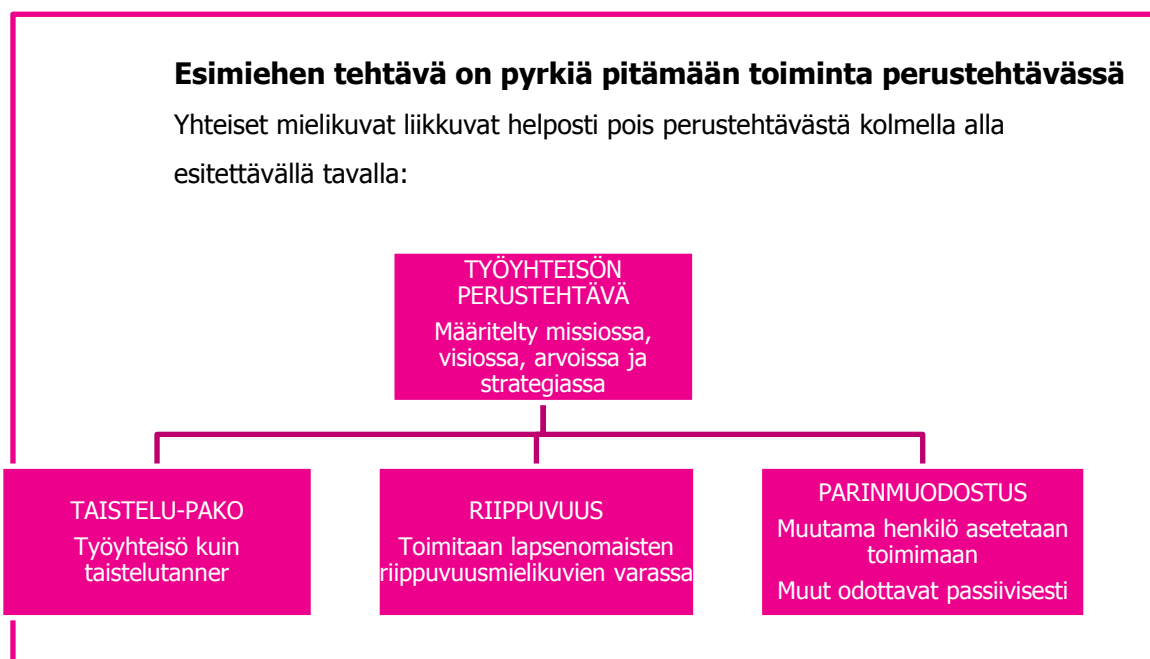 Esimiehen tehtävä on pyrkiä pitämään toiminta perustehtävässä
Yhteiset mielikuvat liikkuvat helposti pois perustehtävästä kolmella alla
esitettävällä tavalla:
TYÖYHTEISÖN
PERUSTEHTÄVÄ
Määritelty missiossa,
visiossa, arvoissa ja
strategiassa
TAISTELU-PAKO
Työyhteisö kuin
taistelutanner
RIIPPUVUUS
Toimitaan lapsenomaisten
riippuvuusmielikuvien varassa
PARINMUODOSTUS
Muutama henkilö asetetaan
toimimaan
Muut odottavat passiivisesti